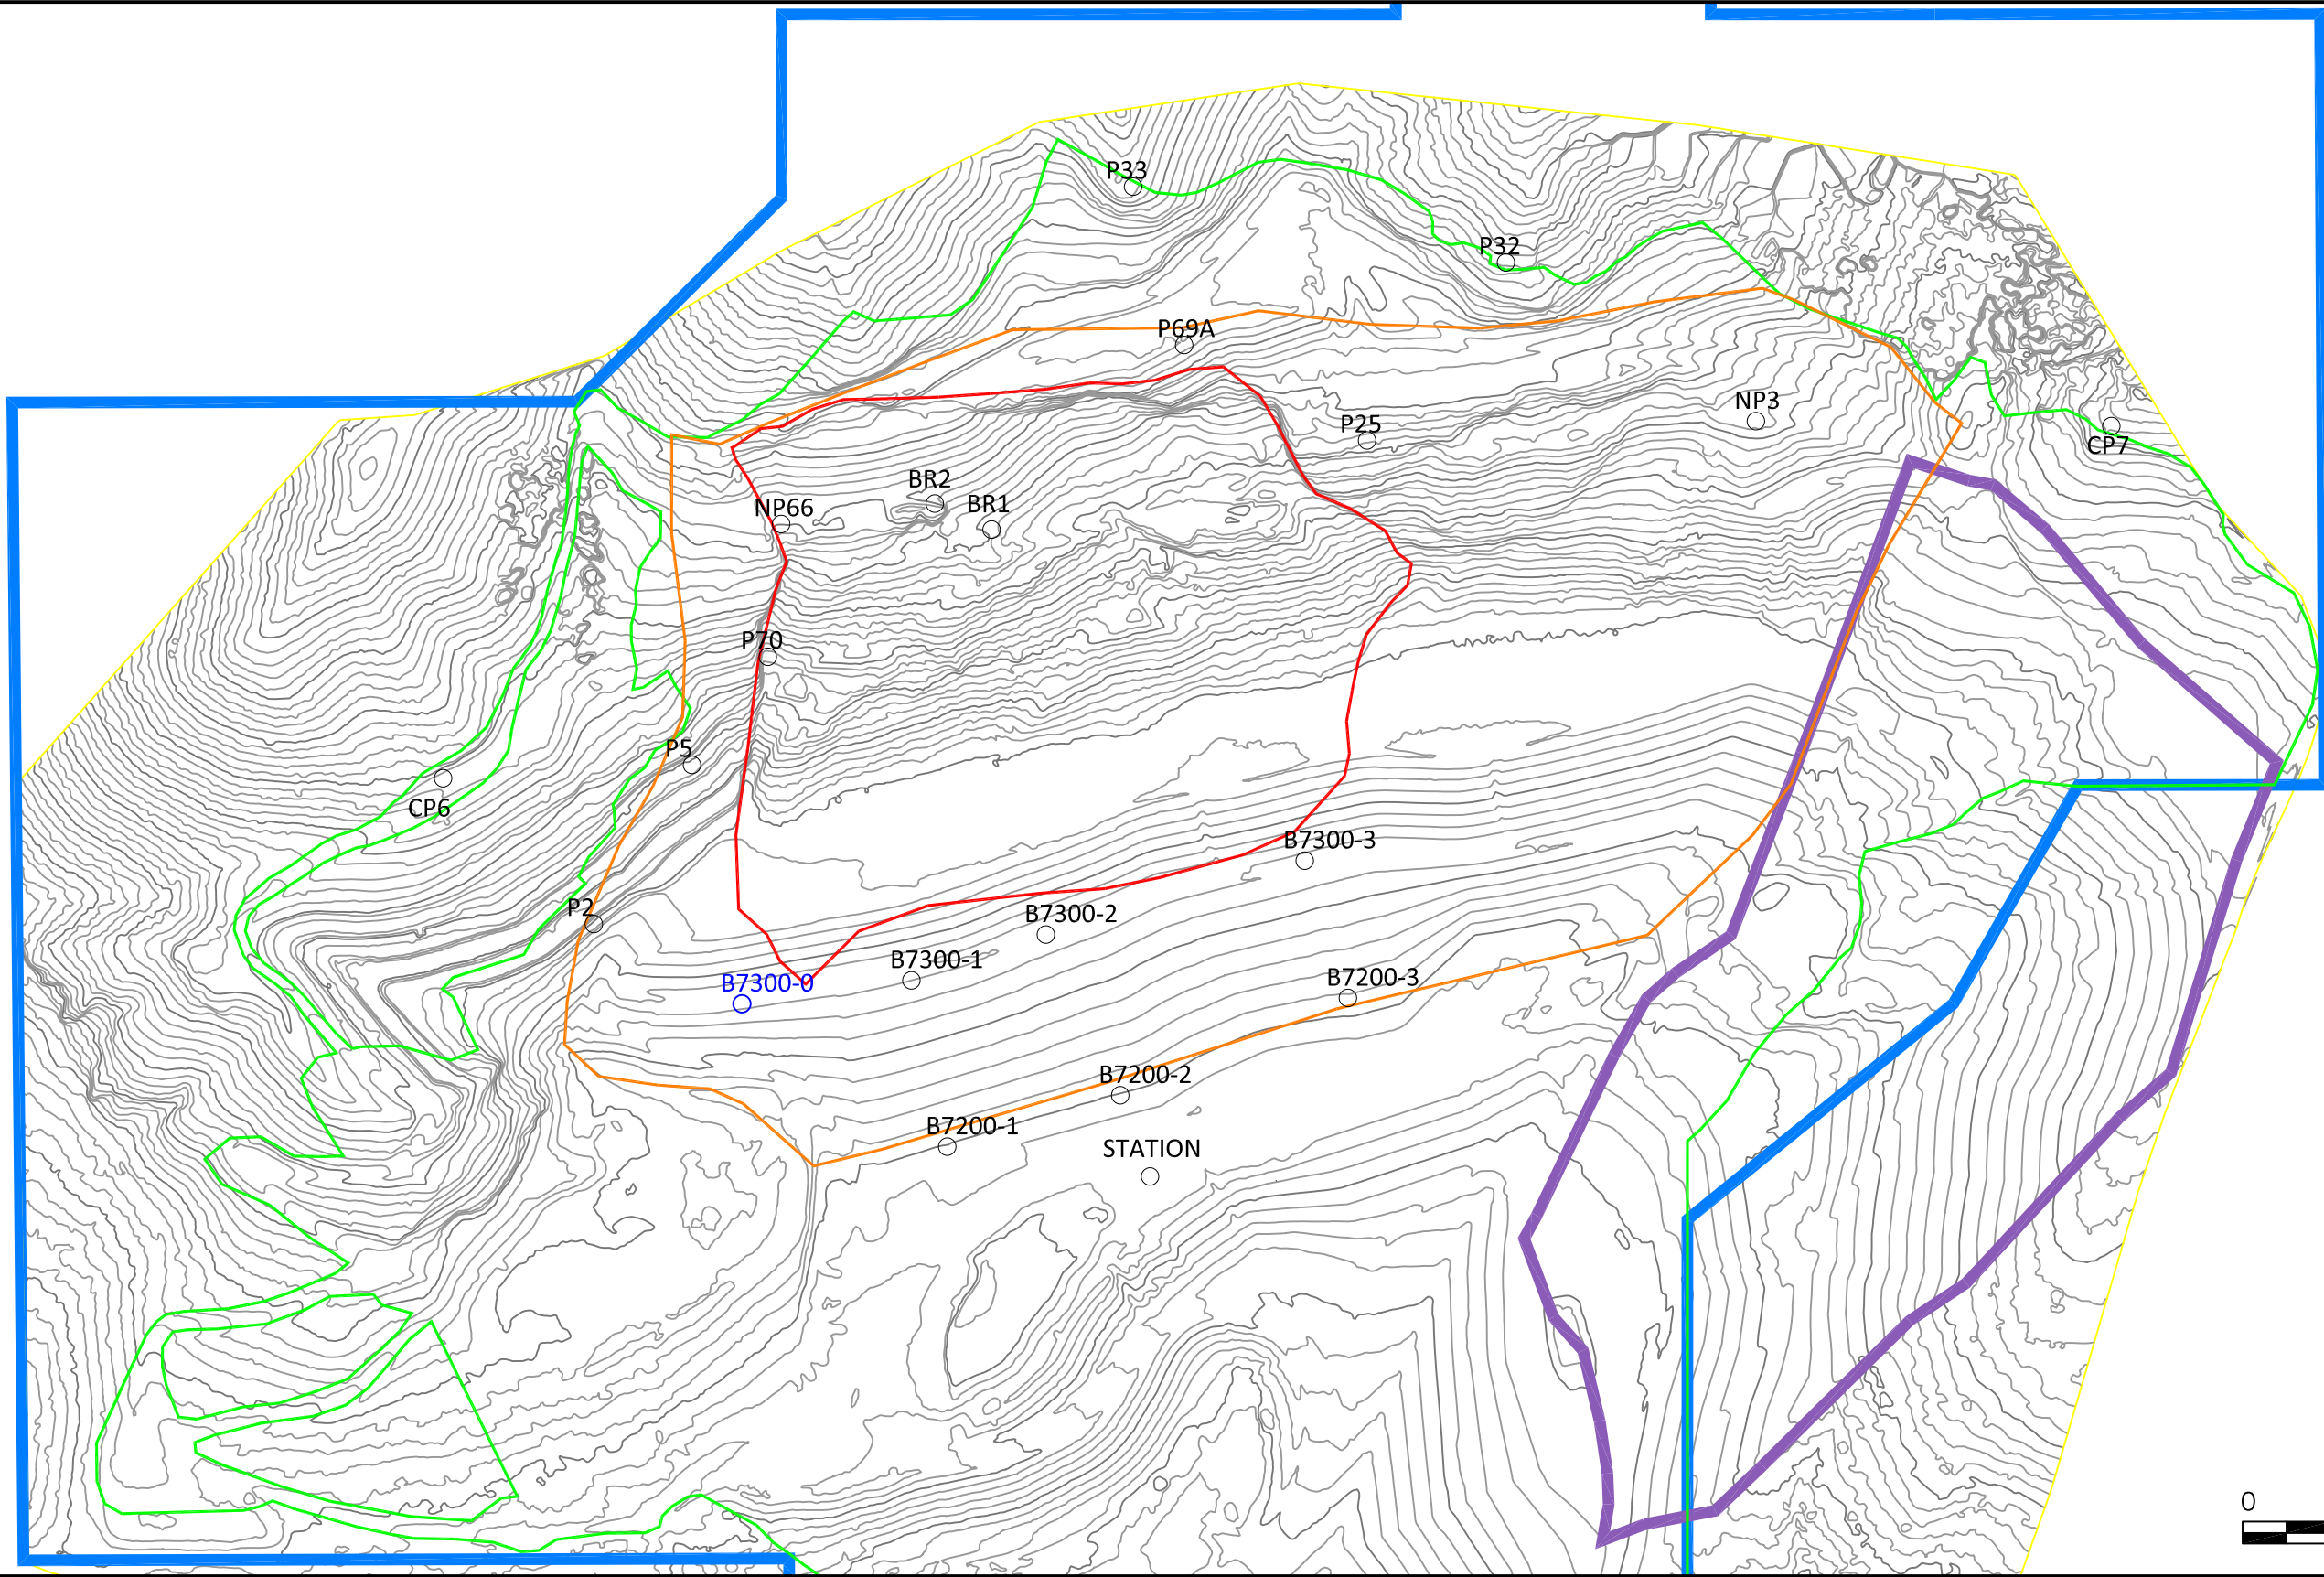 P33
P32
P69A
NP3
P25
CP7
BR2
BR1
NP66
P70
P5
CP6
B7300-3
P2
B7300-2
B7300-1
B7200-3
B7300-0
B7200-2
B7200-1
STATION
0